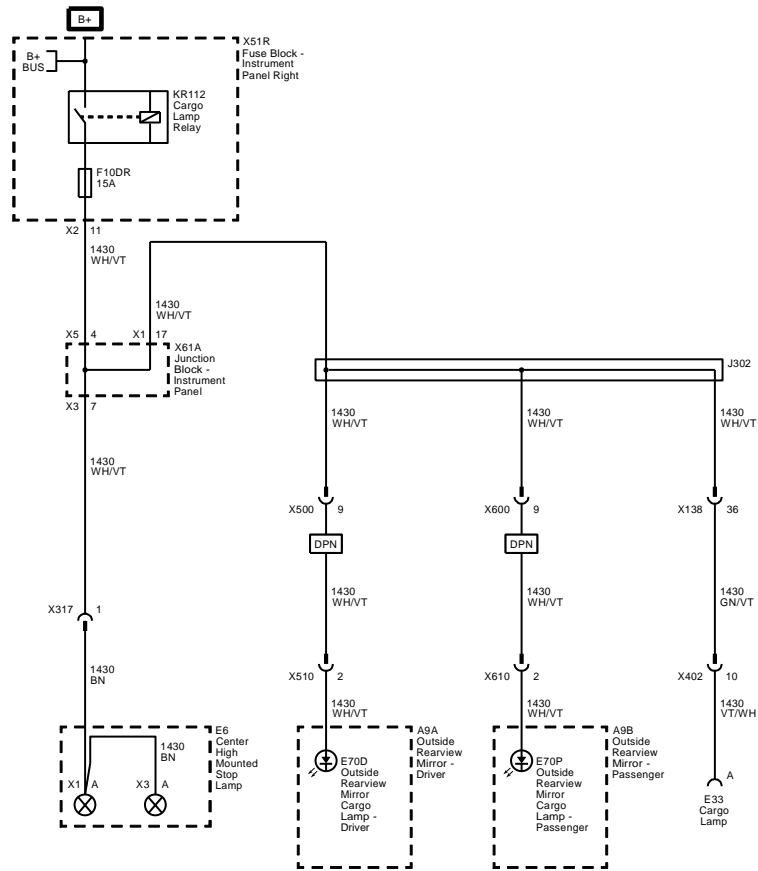 B+
X51R
Fuse Block -
Instrument
Panel Right
B+
BUS
KR112
Cargo
Lamp
Relay
F10DR
15A
X2 11
1430
WH/VT
1430
WH/VT
X5 4 X1 17
X61A
Junction
Block -
Instrument
Panel
J302
X3 7
1430
WH/VT
1430
WH/VT
1430
WH/VT
1430
WH/VT
X500 9
X600 9
X138 36
DPN
DPN
1430
WH/VT
1430
WH/VT
1430
GN/VT
X317 1
1430
BN
X510 2
X610 2
X402 10
1430
WH/VT
1430
WH/VT
1430
VT/WH
E6
Center
High
Mounted
Stop
Lamp
1430
BN
X1 A X3 A
A9A
Outside
Rearview
Mirror -
Driver
E70D
Outside
Rearview
Mirror
Cargo
Lamp -
Driver
A9B
Outside
Rearview
Mirror -
Passenger
E70P
Outside
Rearview
Mirror
Cargo
Lamp -
Passenger
A
E33
Cargo
Lamp